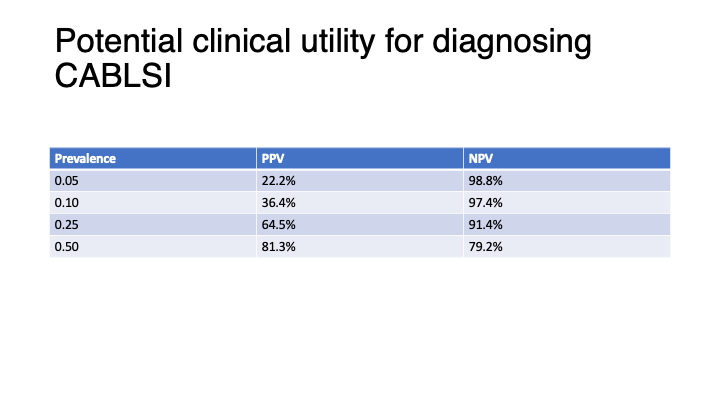 Potential clinical utility for diagnosing
CABLSI
Prevalence PPV NPV
0.05 22.2% 98.8%
0.10 36.4% 97.4%
0.25 64.5% 91.4%
0.50 81.3% 79.2%